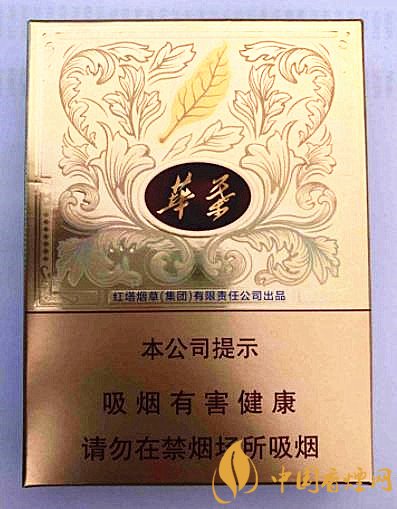 華葉
红塔烟草(集团)有限责任公司出品
本公司提示
吸烟有害健康
请勿在禁烟场所吸烟
中国香烟网